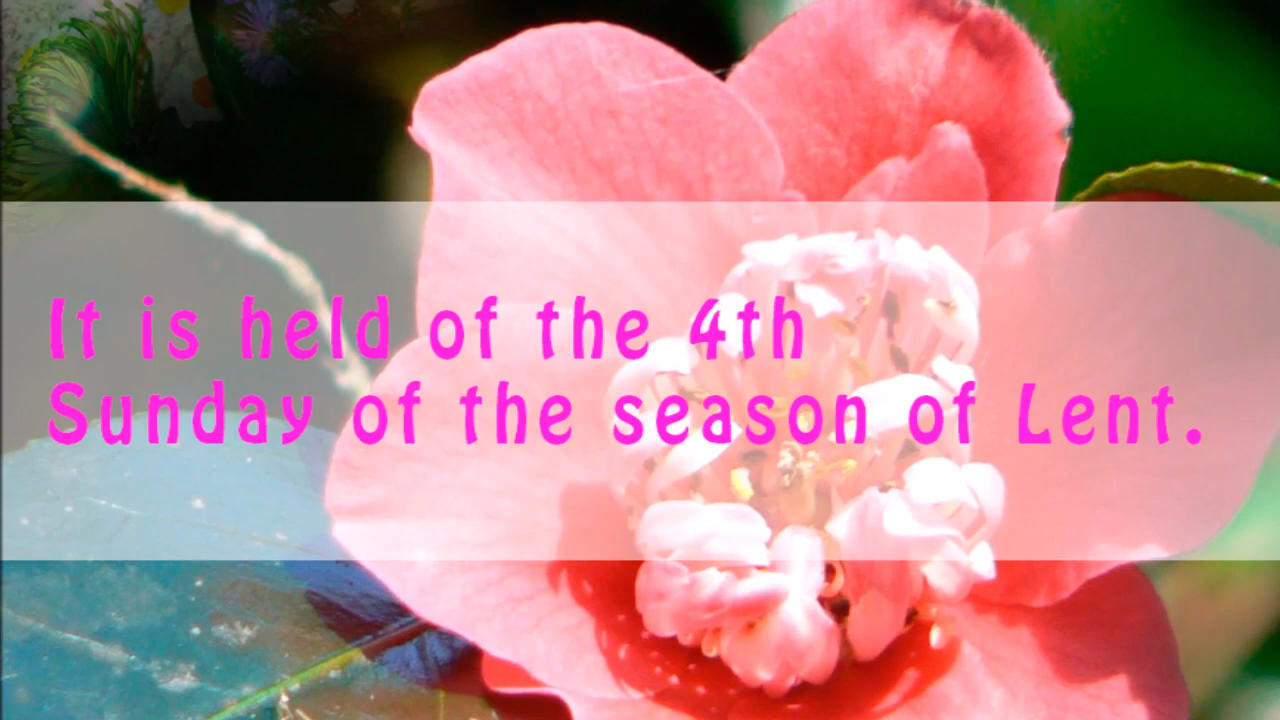 It is held of the 4th
Sunday of the season of Lent.